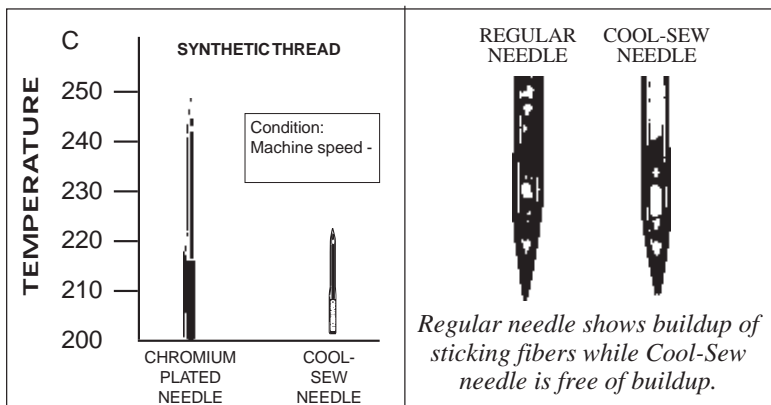 C
SYNTHETIC THREAD
TEMPERATURE
250
240
230
220
210
200
Condition:
Machine speed -
CHROMIUM
PLATED
NEEDLE
COOL-
SEW
NEEDLE
REGULAR
NEEDLE
COOL-SEW
NEEDLE
Regular needle shows buildup of
sticking fibers while Cool-Sew
needle is free of buildup.